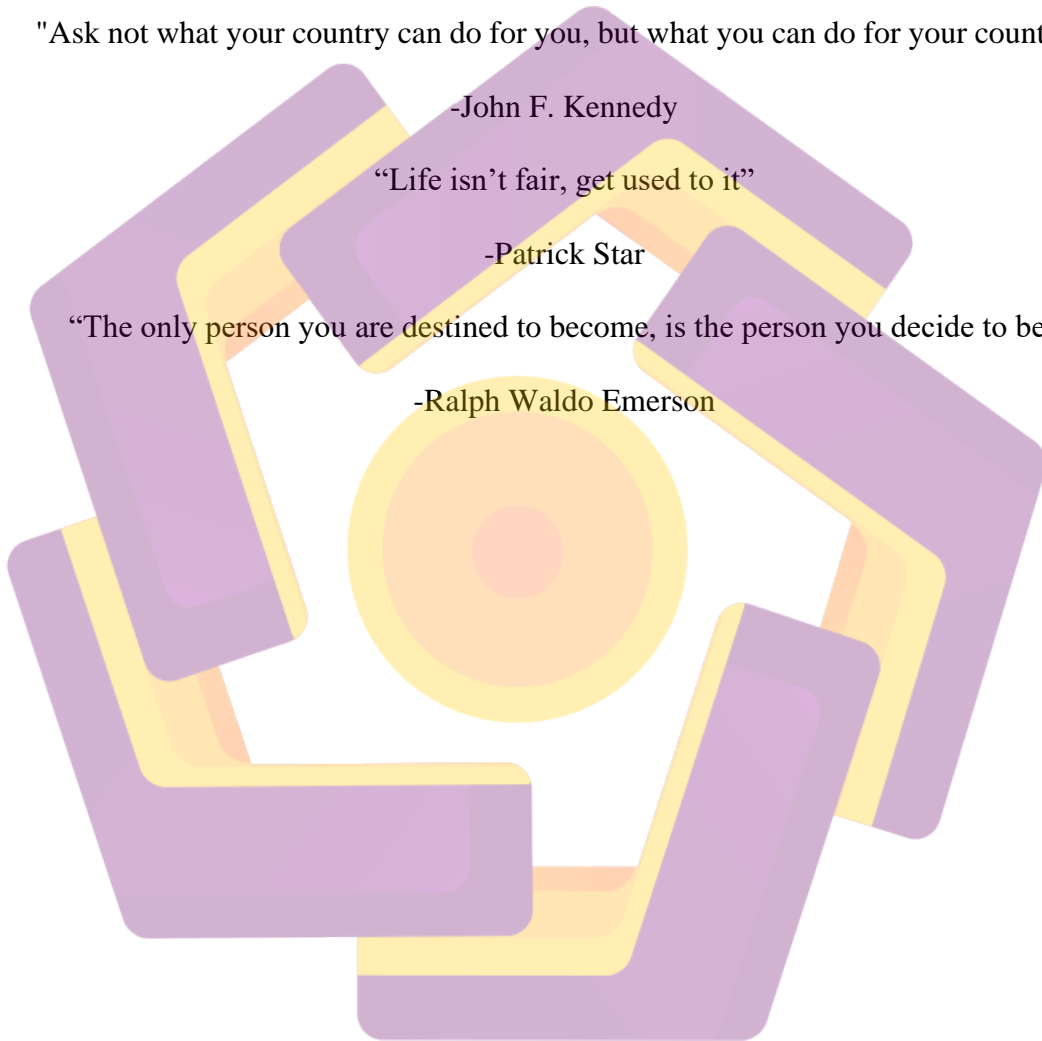 "Ask not what your country can do for you, but what you can do for your
-John F. Kennedy
“Life isn’t fair, get used to it”
-Patrick Star
“The only person you are destined to become, is the person you decide to be
-Ralph Waldo Emerson